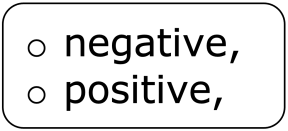 ○ negative,
○ positive,